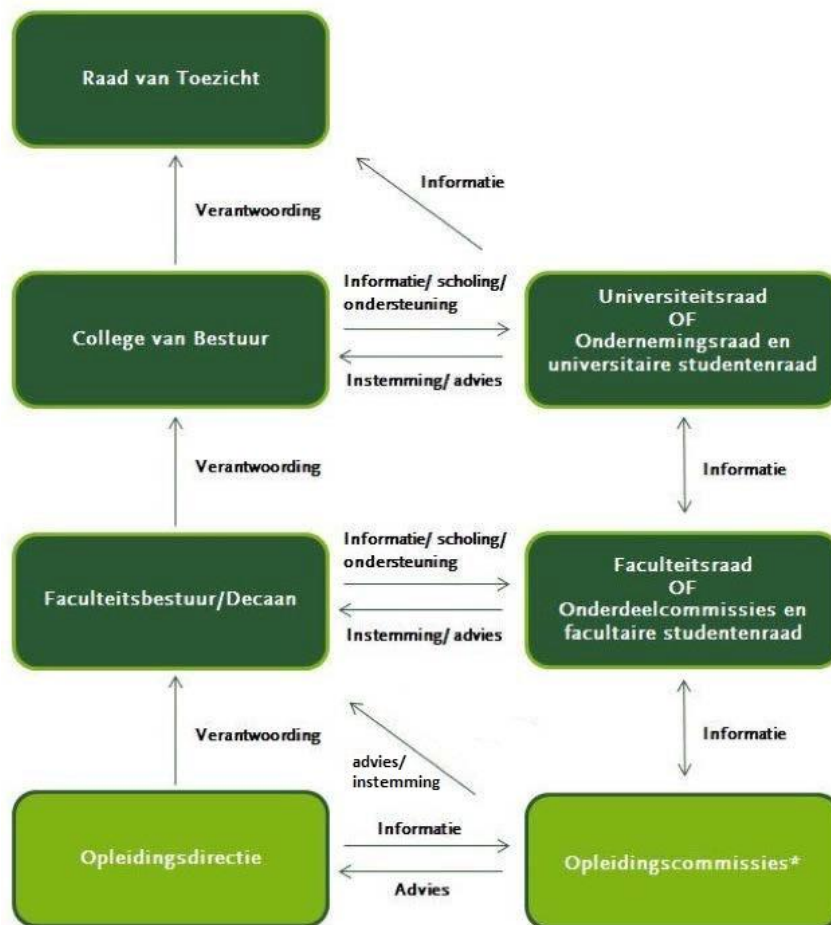 Raad van Toezicht
Informatie
Verantwoording
Informatie/ scholing/
ondersteuning
College van Bestuur
Instemming/ advies
Universiteitsraad
OF
Ondernemingsraad en
universitaire studentenraad
Verantwoording
Informatie
Informatie/ scholing/
ondersteuning
Faculteitsbestuur/Decaan
Instemming/ advies
Faculteitsraad
OF
Onderdeelcommissies en
facultaire studentenraad
Verantwoording
advies/
instemming
Informatie
Opleidingsdirectie
Informatie
Advies
Opleidingscommissies*